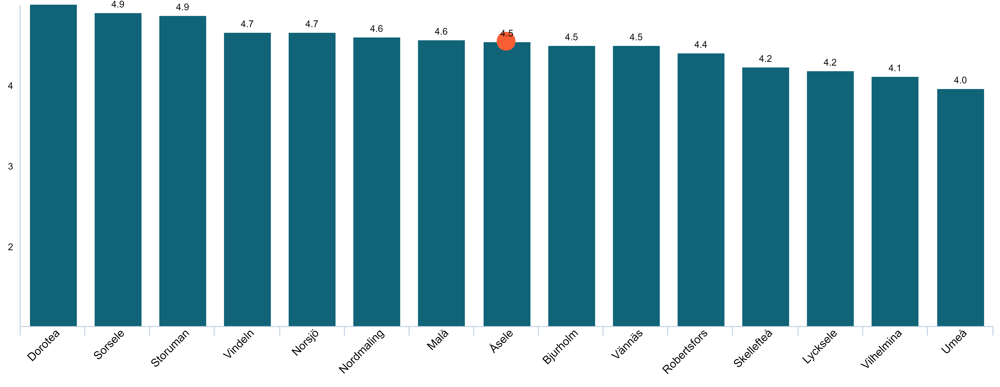 4.9
4.9
4.7
4.7
4.6
4.6
4.5
4.5
4.5
4.4
4.2
4.2
4.1
4.0
4
3
2
Dorotea
Sorsele
Storuman
Vindeln
Norsjö
Nordmaling
Malå
Åsele
Bjurholm
Vännäs
Robertsfors
Skellefteå
Lycksele
Vilhelmina
Umeå